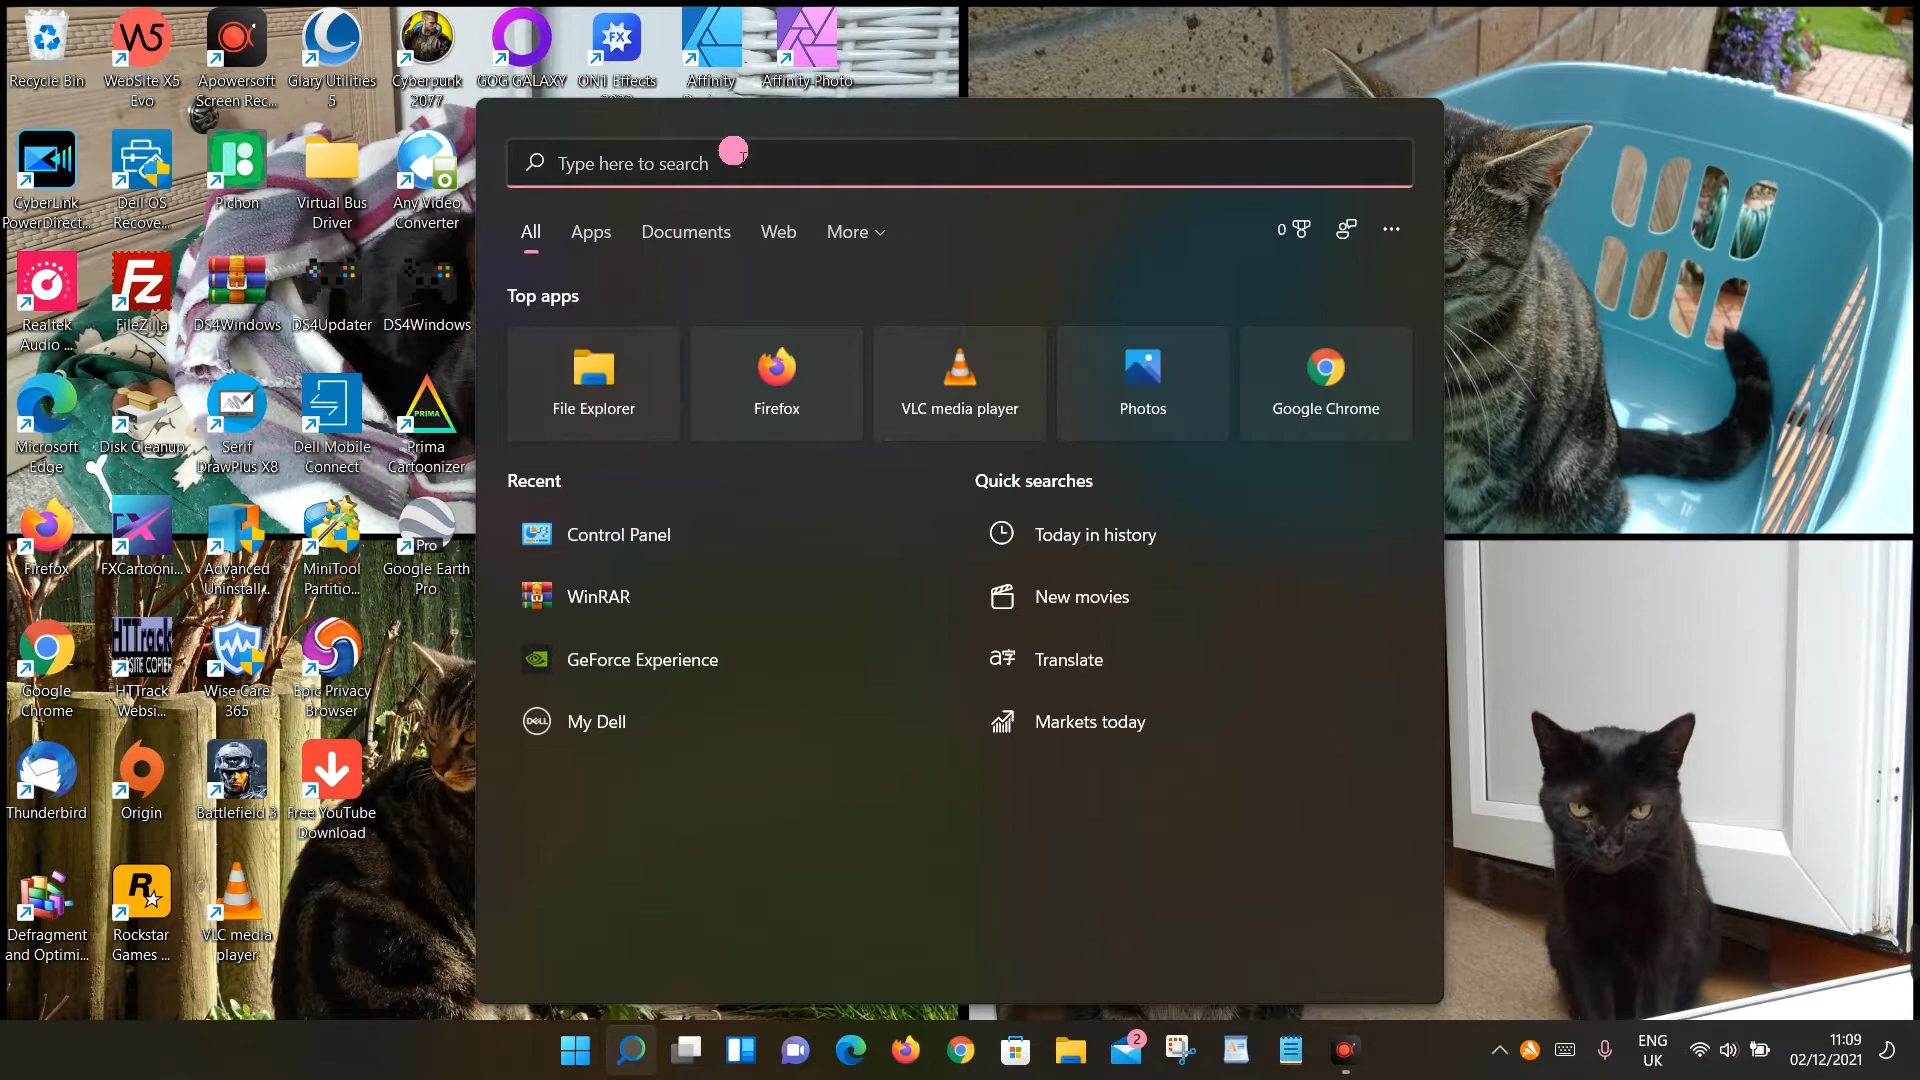 Recycle Bin
WebSite X5
Evo
Apowersoft
Screen Rec...
Glary Utilities
5
Cyberpunk
2077
GOG GALAXY
ON1 Effects
Affinity
Affinity Photo
CyberLink
PowerDirect...
Dell OS
Recove...
Pichon
Virtual Bus
Driver
Any Video
Converter
Realtek
Audio ...
FileZilla
DS4Windows
DS4Updater
DS4Windows
Microsoft
Edge
Disk Cleanup
Serif
DrawPlus X8
Dell Mobile
Connect
PRIMA
Prima
Cartoonizer
Firefox
FXCartooni...
Advanced
Uninstall...
MiniTool
Partitio...
Pro
Google Earth
Pro
Google
Chrome
HTTrack
WEBSITE COPIER
HTTrack
Websi...
Wise Care
365
Epic Privacy
Browser
Thunderbird
Origin
Battlefield 3
Free YouTube
Download
Defragment
and Optimi...
Rockstar
Games ...
VLC media
player
Type here to search
All
Apps
Documents
Web
More
0
Top apps
File Explorer
Firefox
VLC media player
Photos
Google Chrome
Recent
Quick searches
Control Panel
WinRAR
GeForce Experience
DELL
My Dell
Today in history
New movies
Translate
Markets today
2
ENG
UK
11:09
02/12/2021